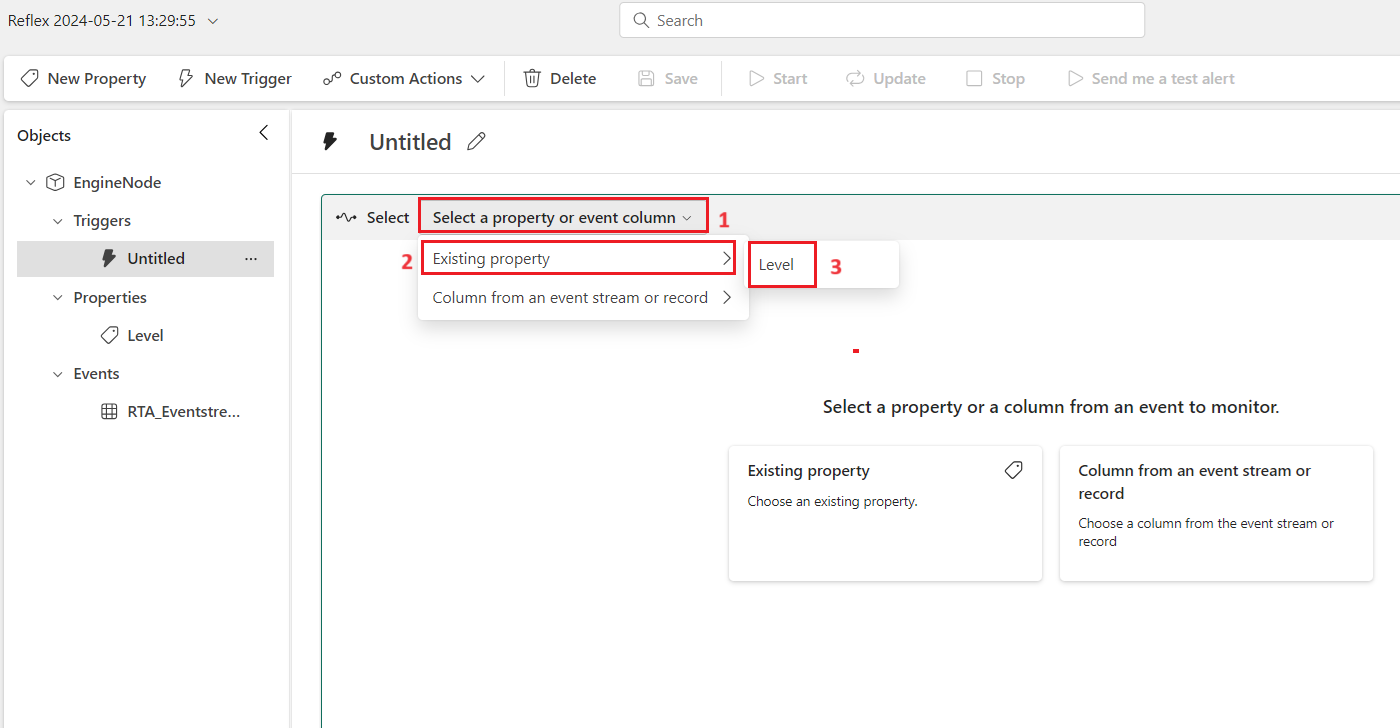 Reflex 2024-05-21 13:29:55
Search
New Property
New Trigger
Custom Actions
Delete
Save
Start
Update
Stop
Send me a test alert
Objects
EngineNode
Triggers
Untitled
...
Properties
Level
Events
RTA_Eventstre...
Untitled
Select
Select a property or event column
1
2
Existing property
Level
3
Column from an event stream or record
Select a property or a column from an event to monitor.
Existing property
Choose an existing property.
Column from an event stream or
record
Choose a column from the event stream or
record